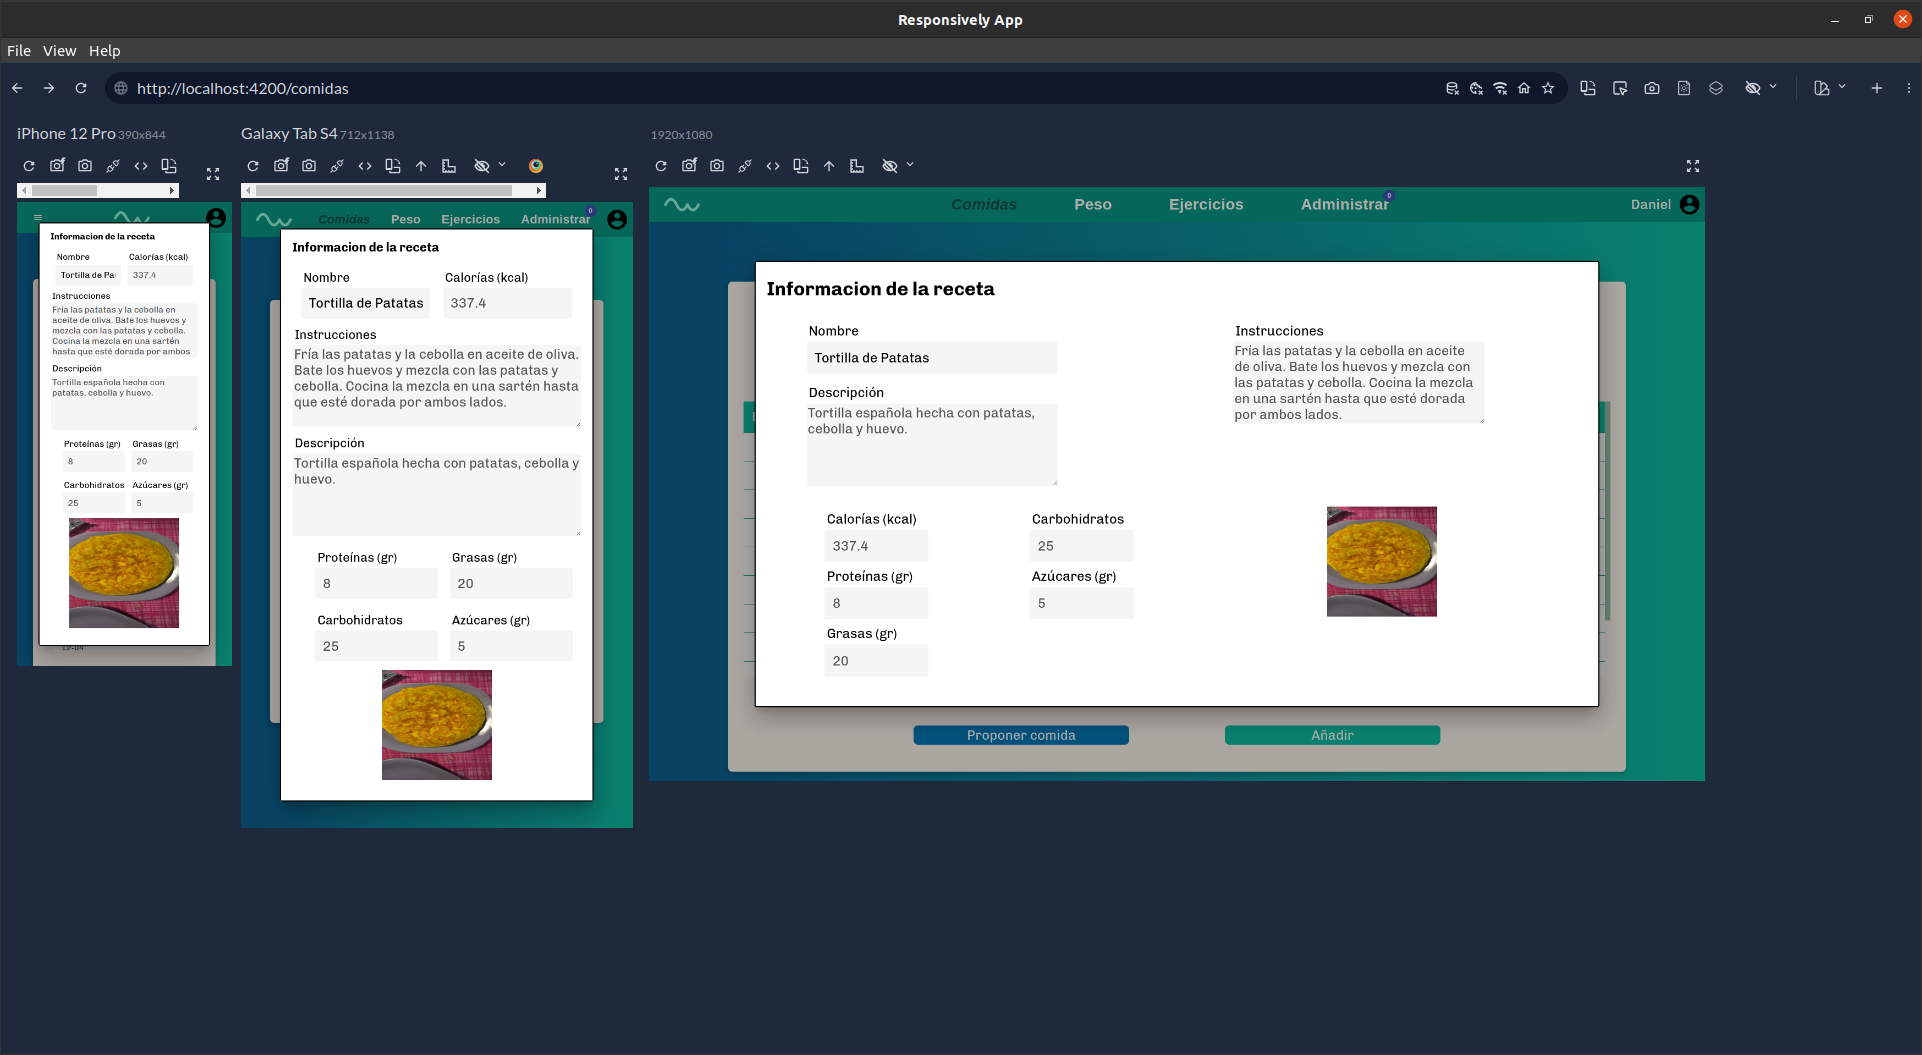 Responsively App
File View Help
http://localhost:4200/comidas
iPhone 12 Pro 390x844
Informacion de la receta
Nombre Calorías (kcal)
Tortilla de Pa 337.4
Instrucciones
Fría las patatas y la cebolla en
aceite de oliva. Bate los huevos y
mezcla con las patatas y cebolla.
Cocina la mezcla en una sartén
hasta que esté dorada por ambos
Descripción
Tortilla española hecha con
patatas, cebolla y huevo.
Proteínas (gr) Grasas (gr)
8 20
Carbohidratos Azúcares (gr)
25 5
Galaxy Tab S4 712x1138
Comidas Peso Ejercicios Administrar 0
Informacion de la receta
Nombre Calorías (kcal)
Tortilla de Patatas 337.4
Instrucciones
Fría las patatas y la cebolla en aceite de oliva.
Bate los huevos y mezcla con las patatas y
cebolla. Cocina la mezcla en una sartén hasta
que esté dorada por ambos lados.
Descripción
Tortilla española hecha con patatas, cebolla y
huevo.
Proteínas (gr) Grasas (gr)
8 20
Carbohidratos Azúcares (gr)
25 5
1920x1080
Comidas Peso Ejercicios Administrar 0 Daniel
Informacion de la receta
Nombre
Tortilla de Patatas
Descripción
Tortilla española hecha con patatas,
cebolla y huevo.
Instrucciones
Fría las patatas y la cebolla en aceite
de oliva. Bate los huevos y mezcla con
las patatas y cebolla. Cocina la mezcla
en una sartén hasta que esté dorada
por ambos lados.
Calorías (kcal) Carbohidratos
337.4 25
Proteínas (gr) Azúcares (gr)
8 5
Grasas (gr)
20
Proponer comida Añadir